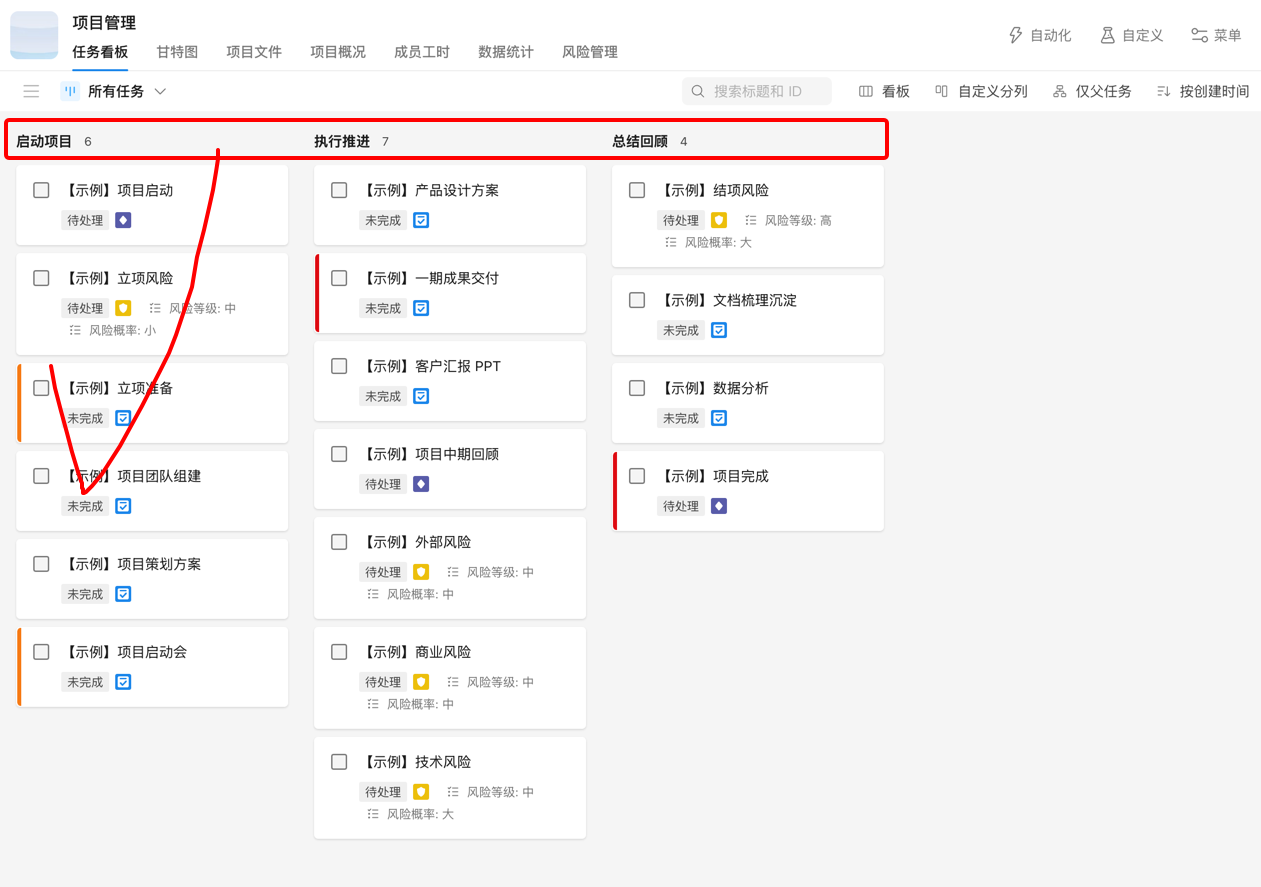 项目管理
任务看板 甘特图 项目文件 项目概况 成员工时 数据统计 风险管理
自动化 自定义 菜单
所有任务
搜索标题和 ID
看板 自定义分列 仅父任务 按创建时间
启动项目 6
【示例】项目启动
待处理
【示例】立项风险
待处理 风险等级: 中
风险概率: 小
【示例】立项准备
未完成
【示例】项目团队组建
未完成
【示例】项目策划方案
未完成
【示例】项目启动会
未完成
执行推进 7
【示例】产品设计方案
未完成
【示例】一期成果交付
未完成
【示例】客户汇报 PPT
未完成
【示例】项目中期回顾
待处理
【示例】外部风险
待处理 风险等级: 中
风险概率: 中
【示例】商业风险
待处理 风险等级: 中
风险概率: 中
【示例】技术风险
待处理 风险等级: 中
风险概率: 大
总结回顾 4
【示例】结项风险
待处理 风险等级: 高
风险概率: 大
【示例】文档梳理沉淀
未完成
【示例】数据分析
未完成
【示例】项目完成
待处理